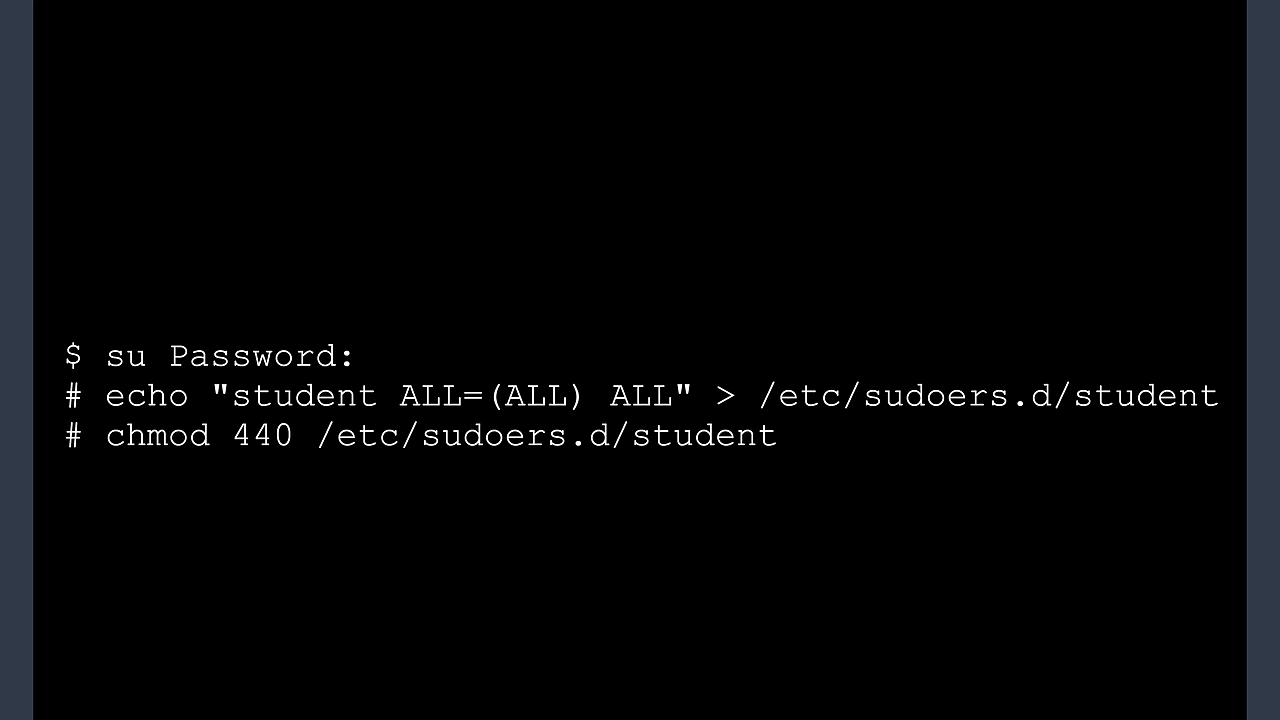 $ su Password:
# echo "student ALL=(ALL) ALL" > /etc/sudoers.d/student
# chmod 440 /etc/sudoers.d/student